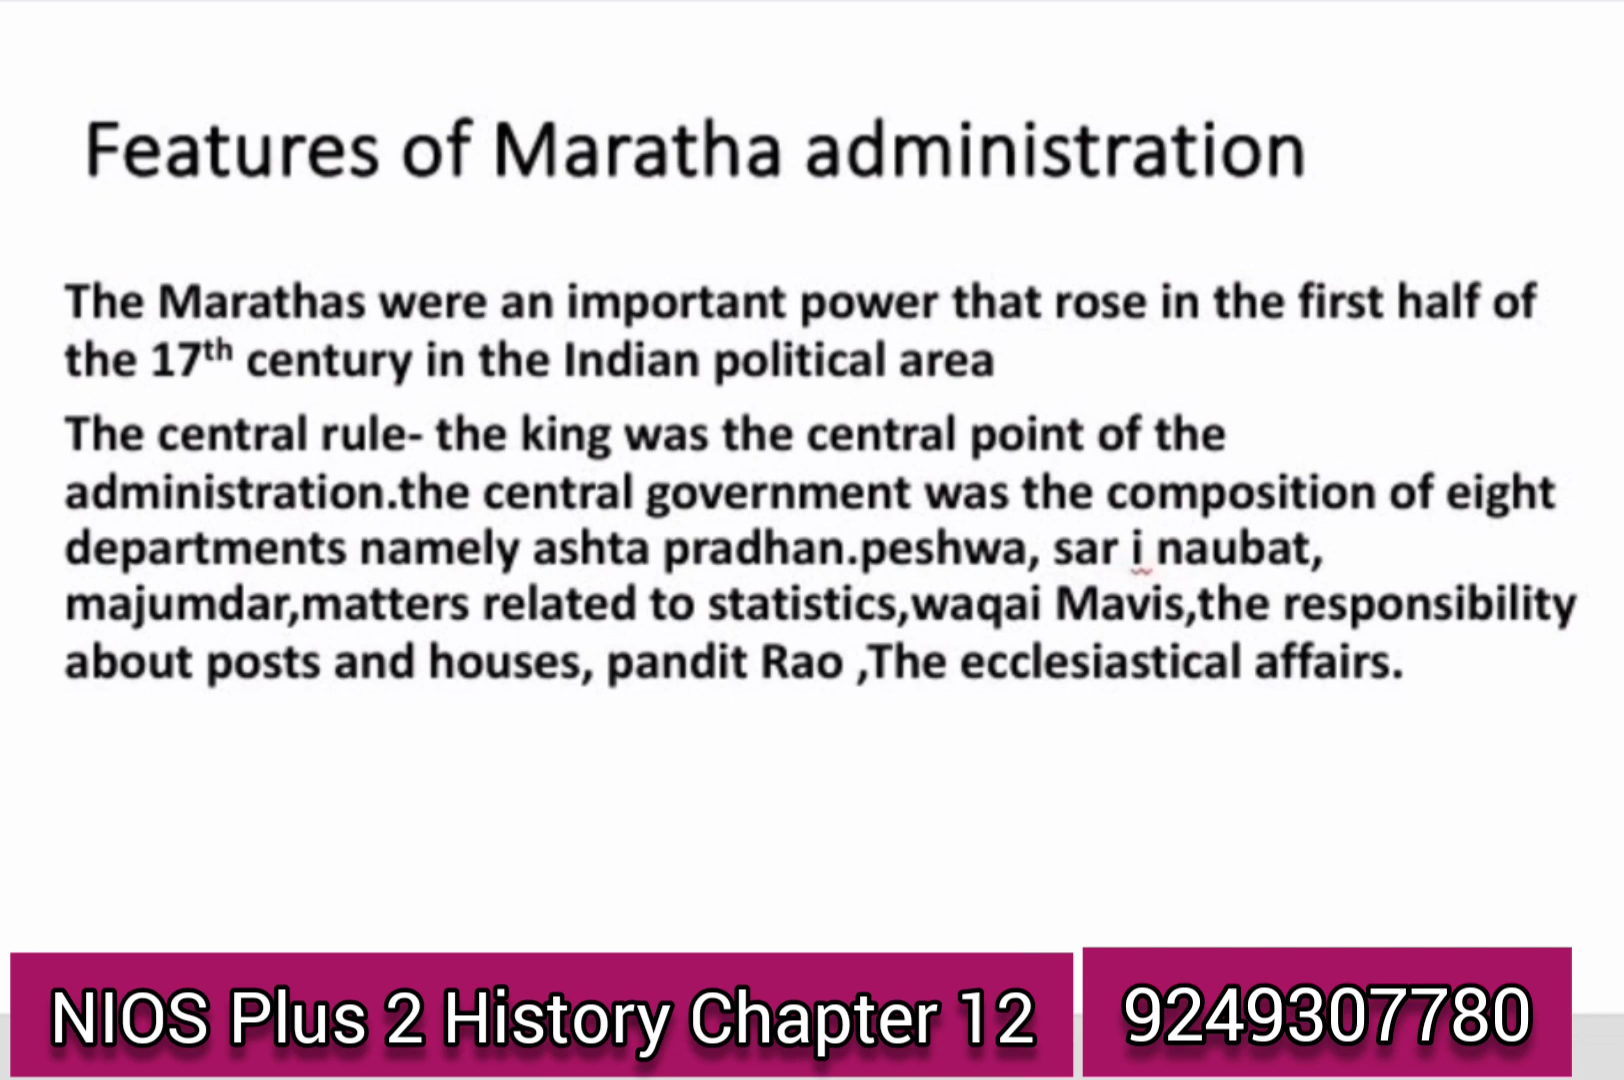 Features of Maratha administration
The Marathas were an important power that rose in the first half of
the 17th century in the Indian political area
The central rule- the king was the central point of the
administration.the central government was the composition of eight
departments namely ashta pradhan.peshwa, sar i naubat,
majumdar,matters related to statistics,waqai Mavis,the responsibility
about posts and houses, pandit Rao ,The ecclesiastical affairs.
NIOS Plus 2 History Chapter 12
9249307780